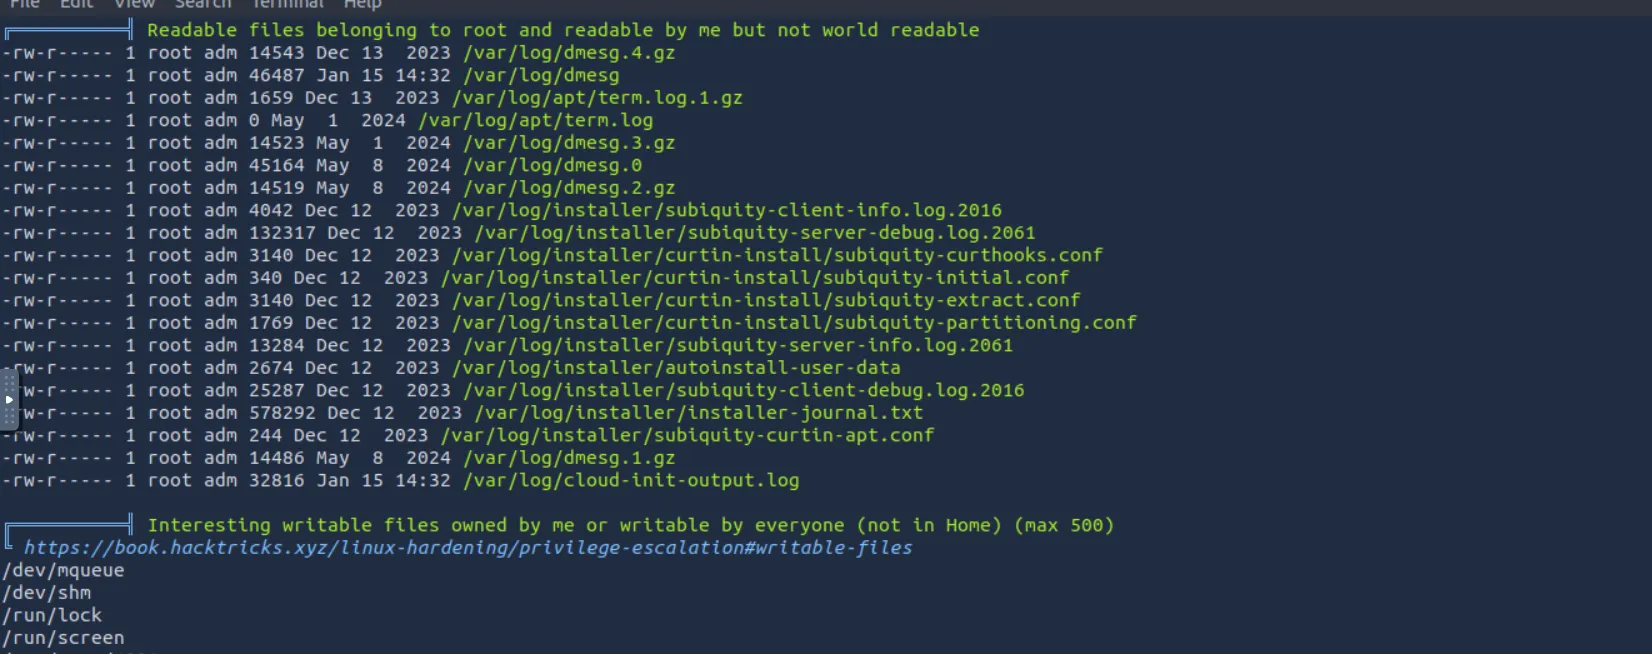 File Edit View Search Terminal Help
╔══════════╣ Readable files belonging to root and readable by me but not world readable
-rw-r----- 1 root adm 14543 Dec 13  2023 /var/log/dmesg.4.gz
-rw-r----- 1 root adm 46487 Jan 15 14:32 /var/log/dmesg
-rw-r----- 1 root adm 1659 Dec 13  2023 /var/log/apt/term.log.1.gz
-rw-r----- 1 root adm 0 May  1  2024 /var/log/apt/term.log
-rw-r----- 1 root adm 14523 May  1  2024 /var/log/dmesg.3.gz
-rw-r----- 1 root adm 45164 May  8  2024 /var/log/dmesg.0
-rw-r----- 1 root adm 14519 May  8  2024 /var/log/dmesg.2.gz
-rw-r----- 1 root adm 4042 Dec 12  2023 /var/log/installer/subiquity-client-info.log.2016
-rw-r----- 1 root adm 132317 Dec 12  2023 /var/log/installer/subiquity-server-debug.log.2061
-rw-r----- 1 root adm 3140 Dec 12  2023 /var/log/installer/curtin-install/subiquity-curthooks.conf
-rw-r----- 1 root adm 340 Dec 12  2023 /var/log/installer/curtin-install/subiquity-initial.conf
-rw-r----- 1 root adm 3140 Dec 12  2023 /var/log/installer/curtin-install/subiquity-extract.conf
-rw-r----- 1 root adm 1769 Dec 12  2023 /var/log/installer/curtin-install/subiquity-partitioning.conf
-rw-r----- 1 root adm 13284 Dec 12  2023 /var/log/installer/subiquity-server-info.log.2061
-rw-r----- 1 root adm 2674 Dec 12  2023 /var/log/installer/autoinstall-user-data
rw-r----- 1 root adm 25287 Dec 12  2023 /var/log/installer/subiquity-client-debug.log.2016
rw-r----- 1 root adm 578292 Dec 12  2023 /var/log/installer/installer-journal.txt
-rw-r----- 1 root adm 244 Dec 12  2023 /var/log/installer/subiquity-curtin-apt.conf
-rw-r----- 1 root adm 14486 May  8  2024 /var/log/dmesg.1.gz
-rw-r----- 1 root adm 32816 Jan 15 14:32 /var/log/cloud-init-output.log
╔══════════╣ Interesting writable files owned by me or writable by everyone (not in Home) (max 500)
╚ https://book.hacktricks.xyz/linux-hardening/privilege-escalation#writable-files
/dev/mqueue
/dev/shm
/run/lock
/run/screen